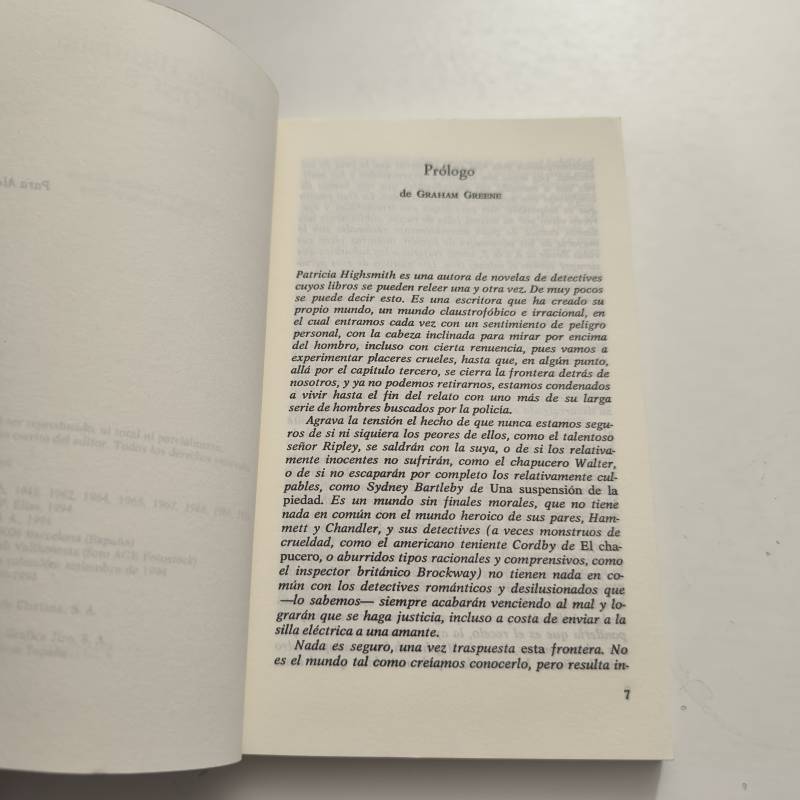 Para Al
Prólogo
de GRAHAM GREENE
Patricia Highsmith es una autora de novelas de detectives
cuyos libros se pueden releer una y otra vez. De muy pocos
se puede decir esto. Es una escritora que ha creado su
propio mundo, un mundo claustrofóbico e irracional, en
el cual entramos cada vez con un sentimiento de peligro
personal, con la cabeza inclinada para mirar por encima
del hombro, incluso con cierta renuencia, pues vamos a
experimentar placeres crueles, hasta que, en algún punto,
allá por el capítulo tercero, se cierra la frontera detrás de
nosotros, y ya no podemos retirarnos, estamos condenados
a vivir hasta el fin del relato con uno más de su larga
serie de hombres buscados por la policía.
Agrava la tensión el hecho de que nunca estamos segu-
ros de si ni siquiera los peores de ellos, como el talentoso
señor Ripley, se saldrán con la suya, o de si los relativa-
mente inocentes no sufrirán, como el chapucero Walter,
o de si no escaparán por completo los relativamente cul-
pables, como Sydney Bartleby de Una suspensión de la
piedad. Es un mundo sin finales morales, que no tiene
nada en común con el mundo heroico de sus pares, Ham-
mett y Chandler, y sus detectives (a veces monstruos de
crueldad, como el americano teniente Cordby de El cha-
pucero, o aburridos tipos racionales y comprensivos, como
el inspector británico Brockway) no tienen nada en co-
mún con los detectives románticos y desilusionados que
—lo sabemos— siempre acabarán venciendo al mal y lo-
grarán que se haga justicia, incluso a costa de enviar a la
silla eléctrica a una amante.
Nada es seguro, una vez traspuesta esta frontera. No
es el mundo tal como creíamos conocerlo, pero resulta in-
7